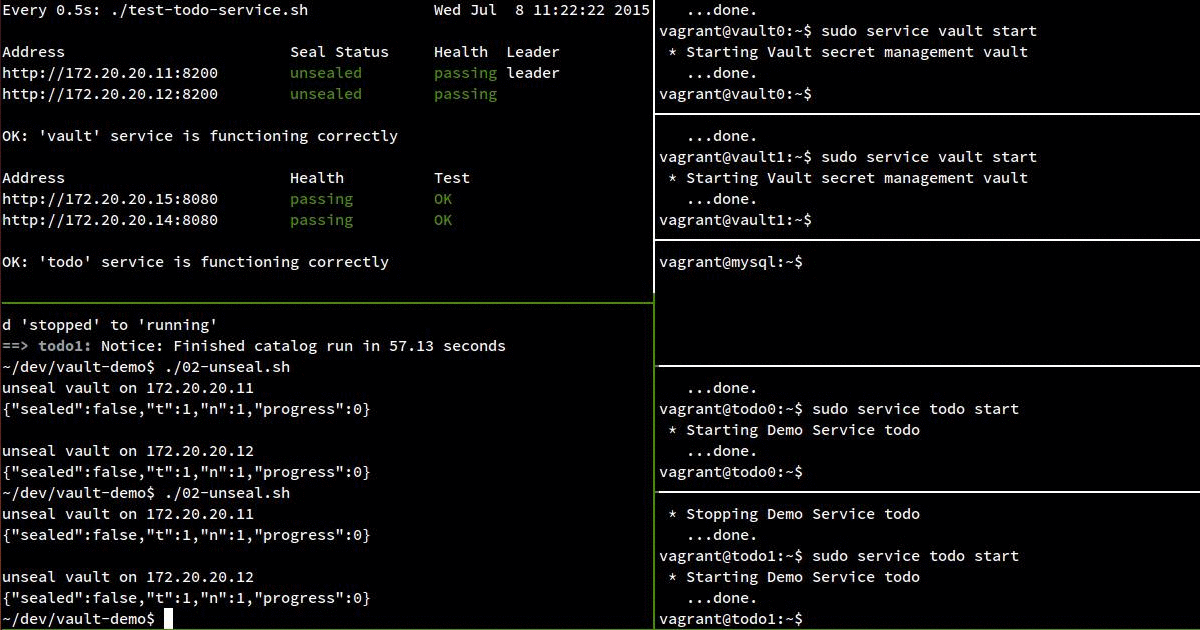 Every 0.5s: ./test-todo-service.sh Wed Jul 8 11:22:22 2015
Address Seal Status Health Leader
http://172.20.20.11:8200 unsealed passing leader
http://172.20.20.12:8200 unsealed passing
OK: 'vault' service is functioning correctly
Address Health Test
http://172.20.20.15:8080 passing OK
http://172.20.20.14:8080 passing OK
OK: 'todo' service is functioning correctly
d 'stopped' to 'running'
==> todo1: Notice: Finished catalog run in 57.13 seconds
~/dev/vault-demo$ ./02-unseal.sh
unseal vault on 172.20.20.11
{"sealed":false,"t":1,"n":1,"progress":0}
unseal vault on 172.20.20.12
{"sealed":false,"t":1,"n":1,"progress":0}
~/dev/vault-demo$ ./02-unseal.sh
unseal vault on 172.20.20.11
{"sealed":false,"t":1,"n":1,"progress":0}
unseal vault on 172.20.20.12
{"sealed":false,"t":1,"n":1,"progress":0}
~/dev/vault-demo$
...done.
vagrant@vault0:~$ sudo service vault start
* Starting Vault secret management vault
...done.
vagrant@vault0:~$
...done.
vagrant@vault1:~$ sudo service vault start
* Starting Vault secret management vault
...done.
vagrant@vault1:~$
vagrant@mysql:~$
...done.
vagrant@todo0:~$ sudo service todo start
* Starting Demo Service todo
...done.
vagrant@todo0:~$
* Stopping Demo Service todo
...done.
vagrant@todo1:~$ sudo service todo start
* Starting Demo Service todo
...done.
vagrant@todo1:~$